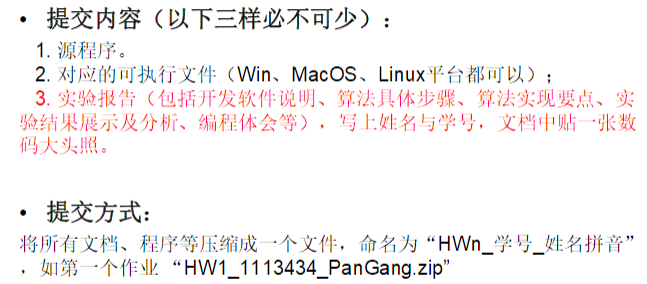 • 提交内容（以下三样必不可少）：
1. 源程序。
2. 对应的可执行文件（Win、MacOS、Linux平台都可以）；
3. 实验报告（包括开发软件说明、算法具体步骤、算法实现要点、实
验结果展示及分析、编程体会等），写上姓名与学号，文档中贴一张数
码大头照。
• 提交方式：
将所有文档、程序等压缩成一个文件，命名为“HWn_学号_姓名拼音”
，如第一个作业 “HW1_1113434_PanGang.zip”